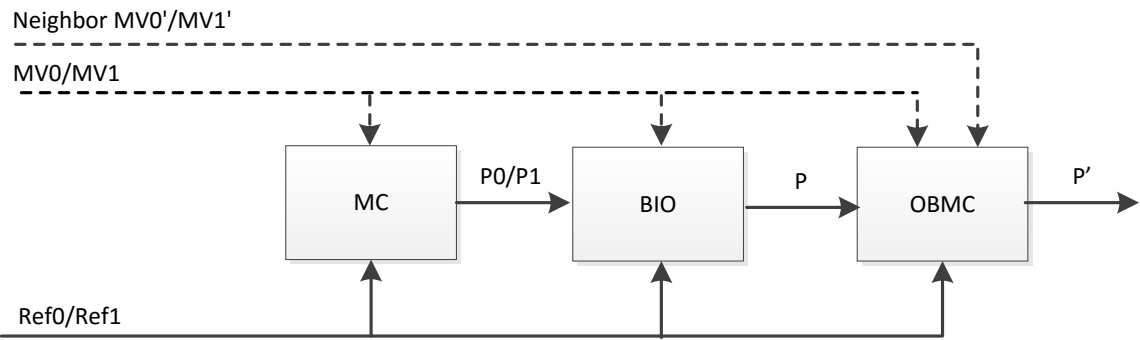 Neighbor MV0'/MV1'
MV0/MV1
MC
P0/P1
BIO
P
OBMC
P’
Ref0/Ref1